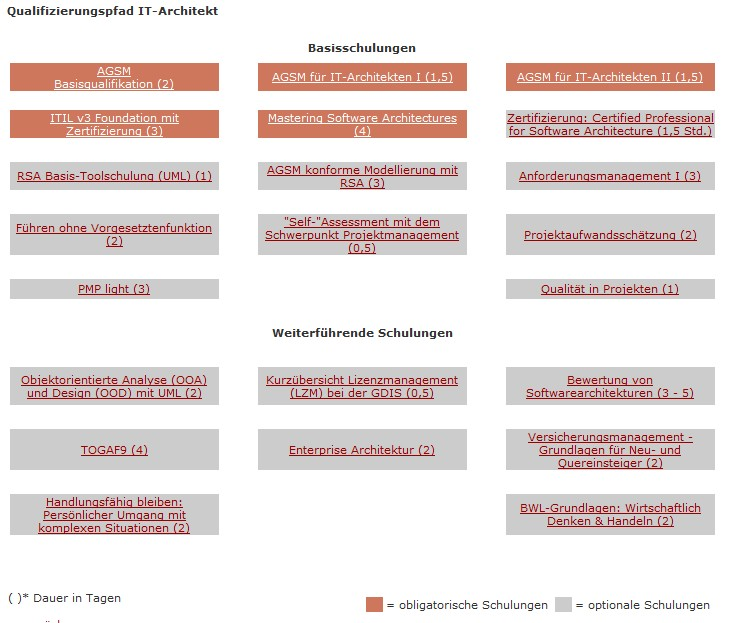 Qualifizierungspfad IT-Architekt
Basisschulungen
AGSM
Basisqualifikation (2)
AGSM für IT-Architekten I (1,5)
AGSM für IT-Architekten II (1,5)
ITIL v3 Foundation mit
Zertifizierung (3)
Mastering Software Architectures
(4)
Zertifizierung: Certified Professional
for Software Architecture (1,5 Std.)
RSA Basis-Toolschulung (UML) (1)
AGSM konforme Modellierung mit
RSA (3)
Anforderungsmanagement I (3)
Führen ohne Vorgesetztenfunktion
(2)
"Self-"Assessment mit dem
Schwerpunkt Projektmanagement
(0,5)
Projektaufwandsschätzung (2)
PMP light (3)
Qualität in Projekten (1)
Weiterführende Schulungen
Objektorientierte Analyse (OOA)
und Design (OOD) mit UML (2)
Kurzübersicht Lizenzmanagement
(LZM) bei der GDIS (0,5)
Bewertung von
Softwarearchitekturen (3 - 5)
TOGAF9 (4)
Enterprise Architektur (2)
Versicherungsmanagement -
Grundlagen für Neu- und
Quereinsteiger (2)
Handlungsfähig bleiben:
Persönlicher Umgang mit
komplexen Situationen (2)
BWL-Grundlagen: Wirtschaftlich
Denken & Handeln (2)
( )* Dauer in Tagen
= obligatorische Schulungen
= optionale Schulungen